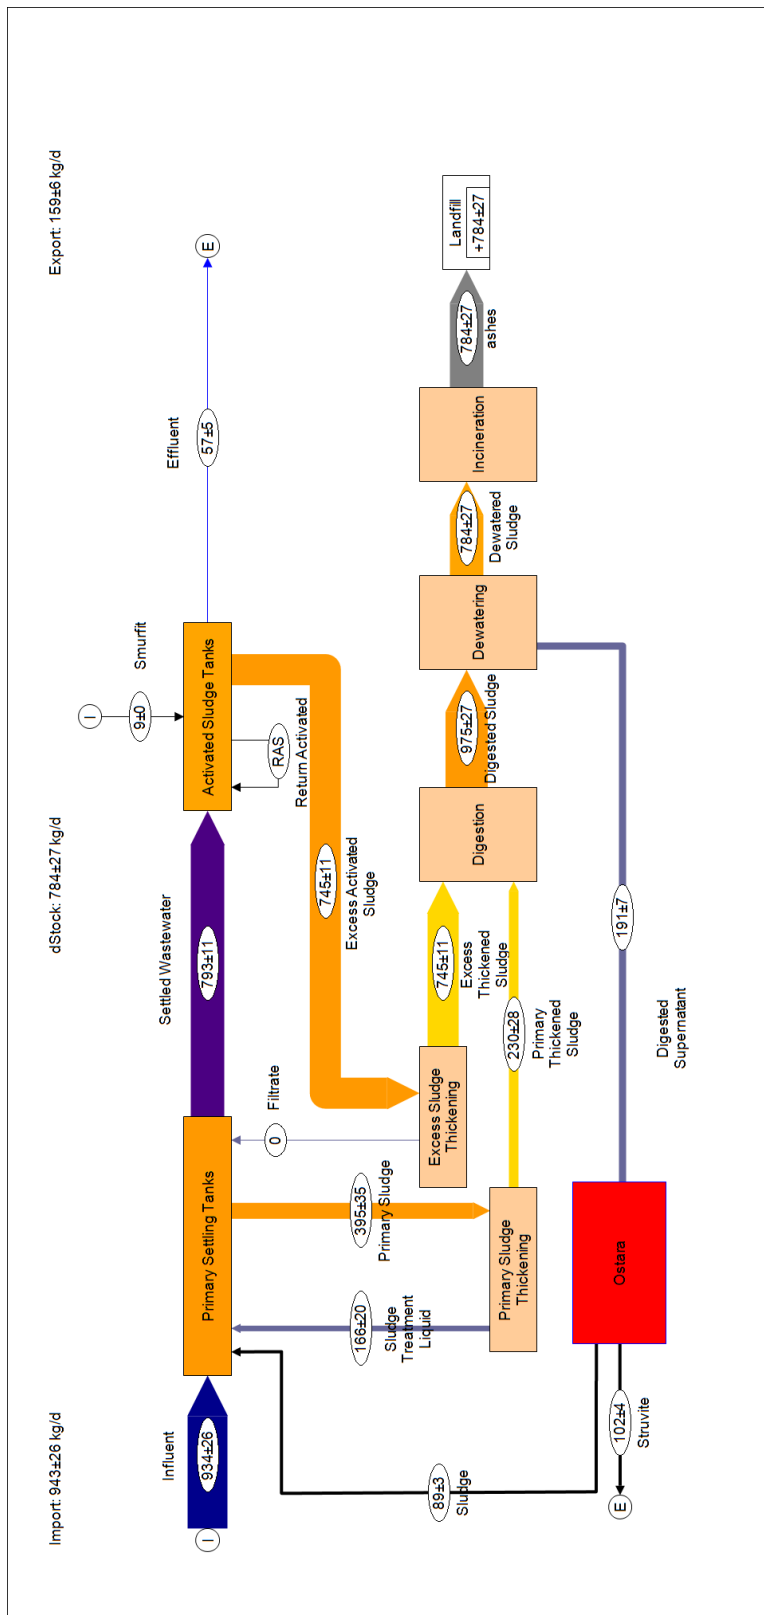 Import: 943±26 kg/d
dStock: 784±27 kg/d
Export: 159±6 kg/d
I
934±26
Influent
Primary Settling Tanks
793±11
Settled Wastewater
I
9±0
Smurfit
Activated Sludge Tanks
RAS
Return Activated
57±5
Effluent
E
745±11
Excess Activated
Sludge
0
Filtrate
395±35
Primary Sludge
166±20
Sludge
Treatment
Liquid
89±3
Sludge
Excess Sludge
Thickening
745±11
Excess
Thickened
Sludge
Primary Sludge
Thickening
230±28
Primary
Thickened
Sludge
Digestion
975±27
Digested Sludge
Dewatering
784±27
Dewatered
Sludge
Incineration
784±27
ashes
Landfill
+784±27
191±7
Digested
Supernatant
Ostara
102±4
Struvite
E